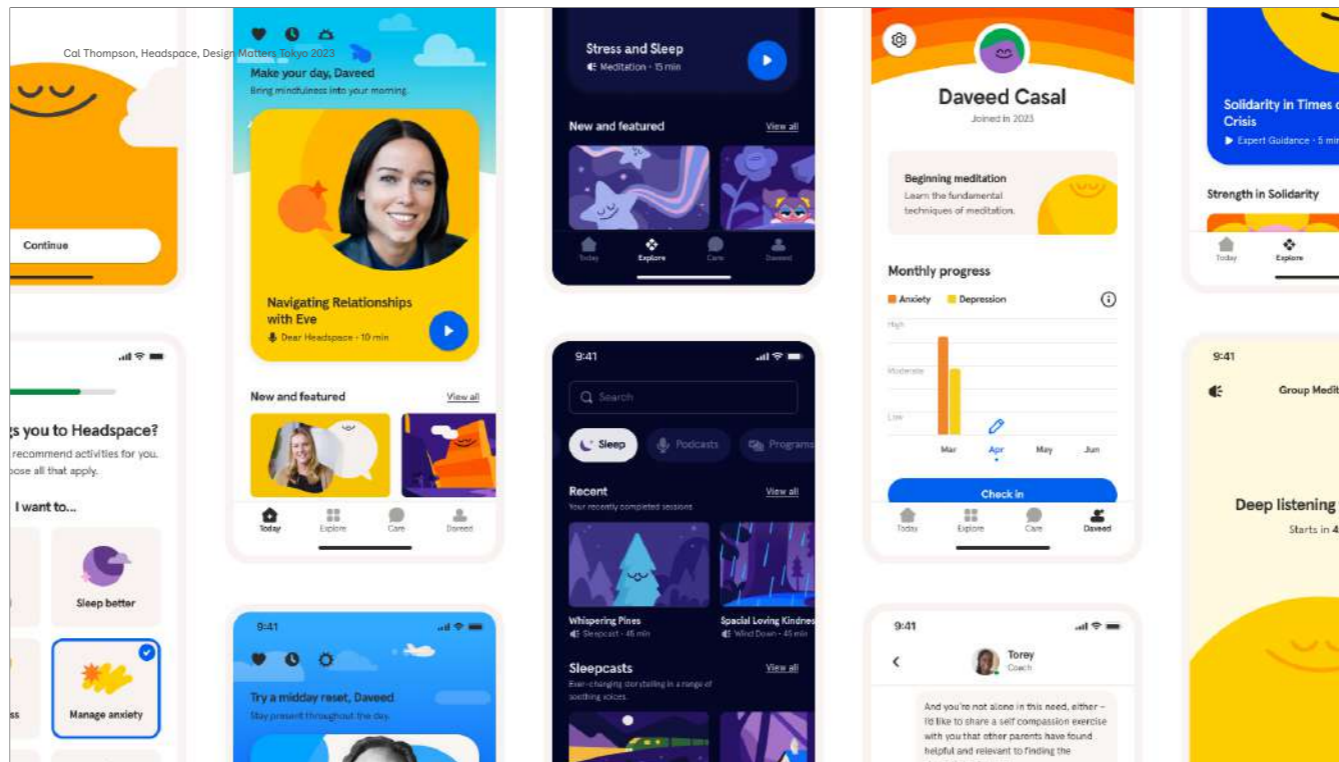 Cal Thompson, Headspace, Design Matters Tokyo 2023
Continue
gs you to Headspace?
recommend activities for you.
ose all that apply.
I want to...
Sleep better
ss
Manage anxiety
Make your day, Daveed
Bring mindfulness into your morning.
Navigating Relationships
with Eve
Dear Headspace · 10 min
New and featured
View all
Today
Explore
Care
Daveed
9:41
Try a midday reset, Daveed
Stay present throughout the day.
Stress and Sleep
Meditation · 15 min
New and featured
View all
Today
Explore
Care
Daveed
9:41
Search
Sleep
Podcasts
Programs
Recent
View all
Your recently completed sessions
Whispering Pines
Sleepcast · 45 min
Spacial Loving Kindnes
Wind Down · 45 min
Sleepcasts
View all
Ever-changing storytelling in a range of
soothing voices.
Daveed Casal
Joined in 2023
Beginning meditation
Learn the fundamental
techniques of meditation.
Monthly progress
Anxiety
Depression
High
Moderate
Low
Mar
Apr
May
Jun
Check in
Today
Explore
Care
Daveed
9:41
Torey
Coach
And you're not alone in this need, either –
I'd like to share a self compassion exercise
with you that other parents have found
helpful and relevant to finding the
Solidarity in Times
Crisis
Expert Guidance · 5 min
Strength in Solidarity
Today
Explore
9:41
Group Medit
Deep listening
Starts in 4